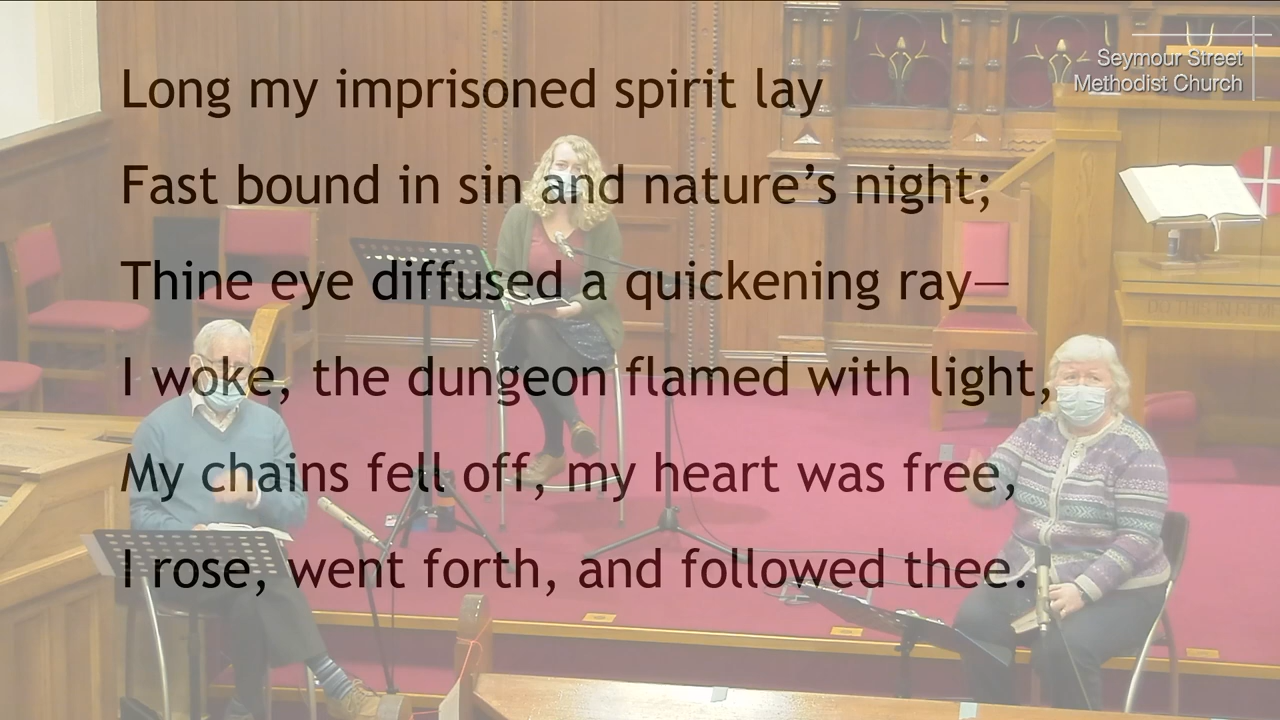 Seymour Street
Methodist Church
Long my imprisoned spirit lay
Fast bound in sin and nature’s night;
Thine eye diffused a quickening ray—
I woke, the dungeon flamed with light,
My chains fell off, my heart was free,
I rose, went forth, and followed thee.